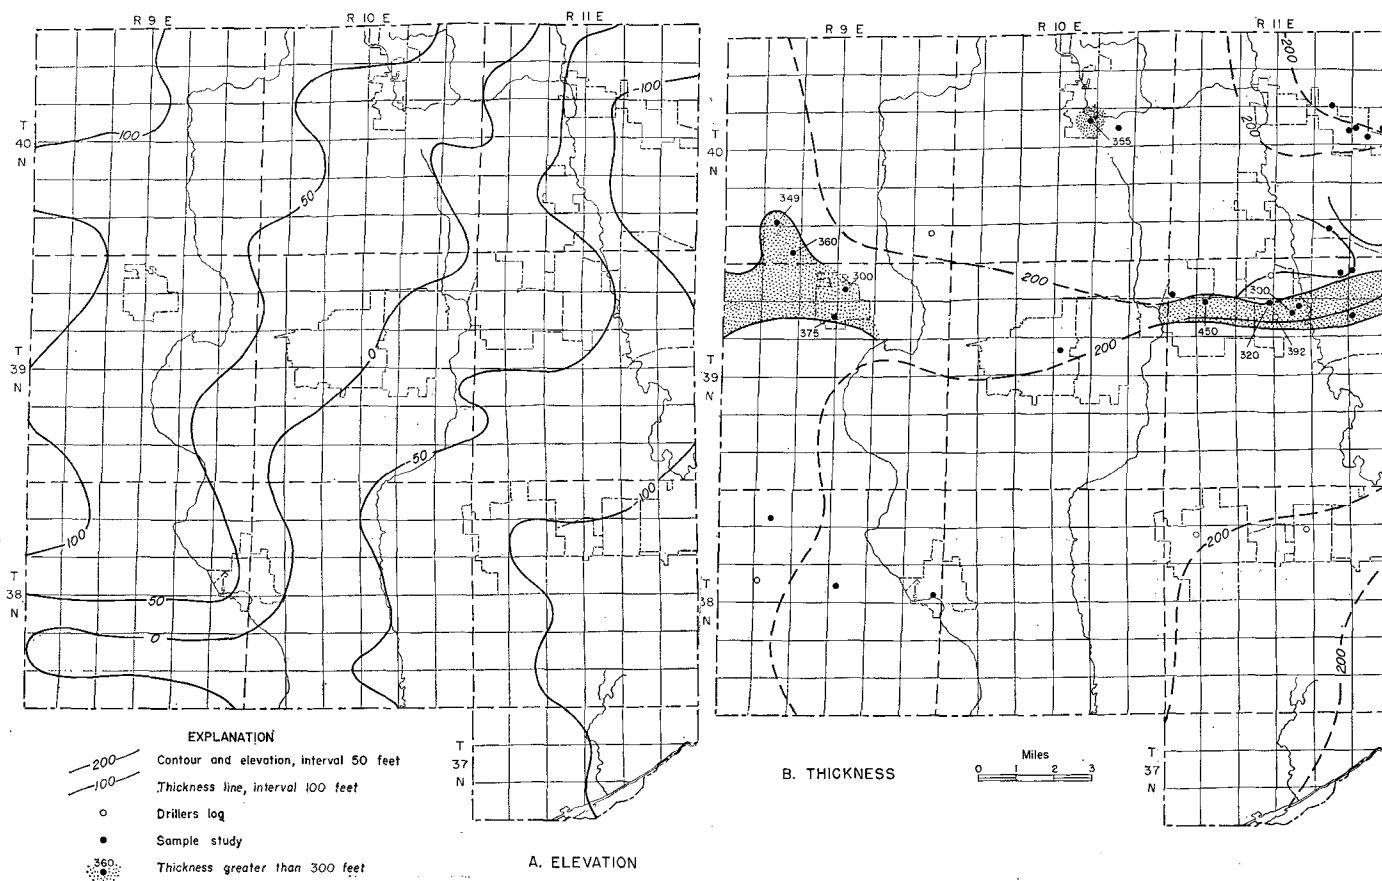 R 9 E
R 10 E
R 11 E
T
40
N
100
50
-100
T
39
N
0
-50
100
100
T
38
N
50
0
T
37
N
A. ELEVATION
R 9 E
R 10 E
R 11 E
200
T
40
N
355
200
349
360
300
200
300
375
450
320
392
T
39
N
200
200
T
38
N
200
T
37
N
B. THICKNESS
Miles
0 1 2 3
EXPLANATION
200 Contour and elevation, interval 50 feet
100 Thickness line, interval 100 feet
Drillers log
Sample study
360 Thickness greater than 300 feet